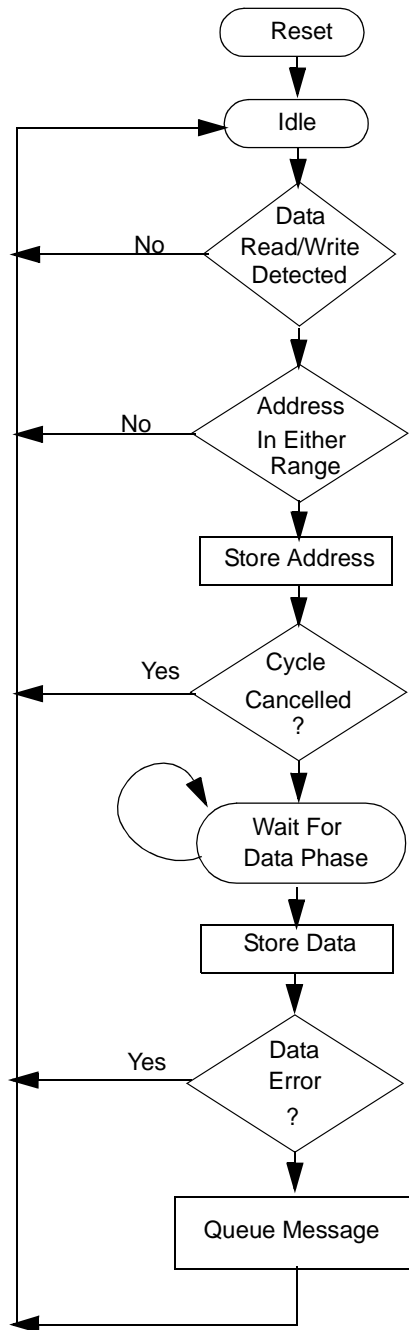 Reset
Idle
Data
Read/Write
Detected
No
Address
In Either
Range
No
Store Address
Cycle
Cancelled
?
Yes
Wait For
Data Phase
Store Data
Data
Error
?
Yes
Queue Message